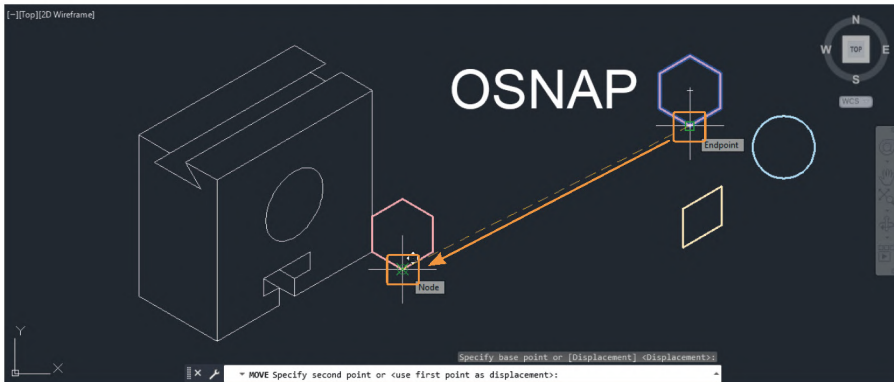 [−][Top][2D Wireframe]
N
W TOP E
S
WCS
OSNAP
Endpoint
Node
Y
X
Specify base point or [Displacement] <Displacement>:
MOVE Specify second point or <use first point as displacement>: